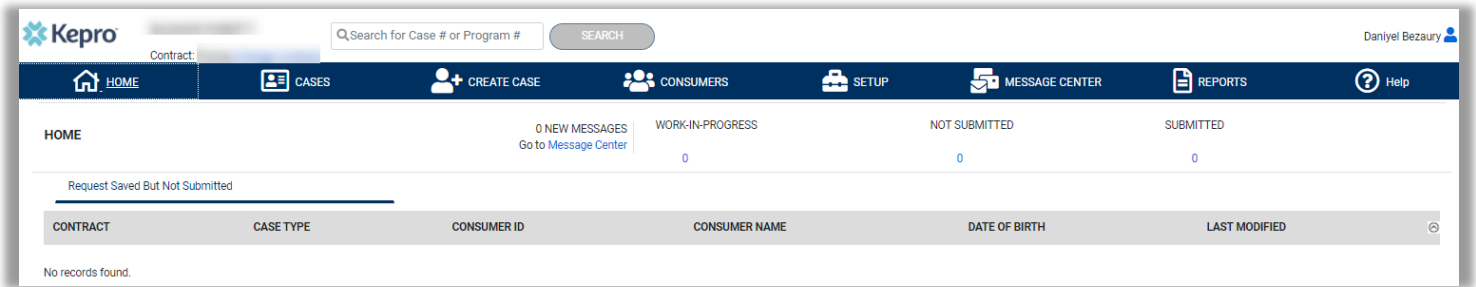 Kepro
Contract:
Search for Case # or Program #
SEARCH
Daniyel Bezaury
HOME
CASES
CREATE CASE
CONSUMERS
SETUP
MESSAGE CENTER
REPORTS
Help
HOME
0 NEW MESSAGES
Go to Message Center
WORK-IN-PROGRESS
0
NOT SUBMITTED
0
SUBMITTED
0
Request Saved But Not Submitted
CONTRACT CASE TYPE CONSUMER ID CONSUMER NAME DATE OF BIRTH LAST MODIFIED
No records found.